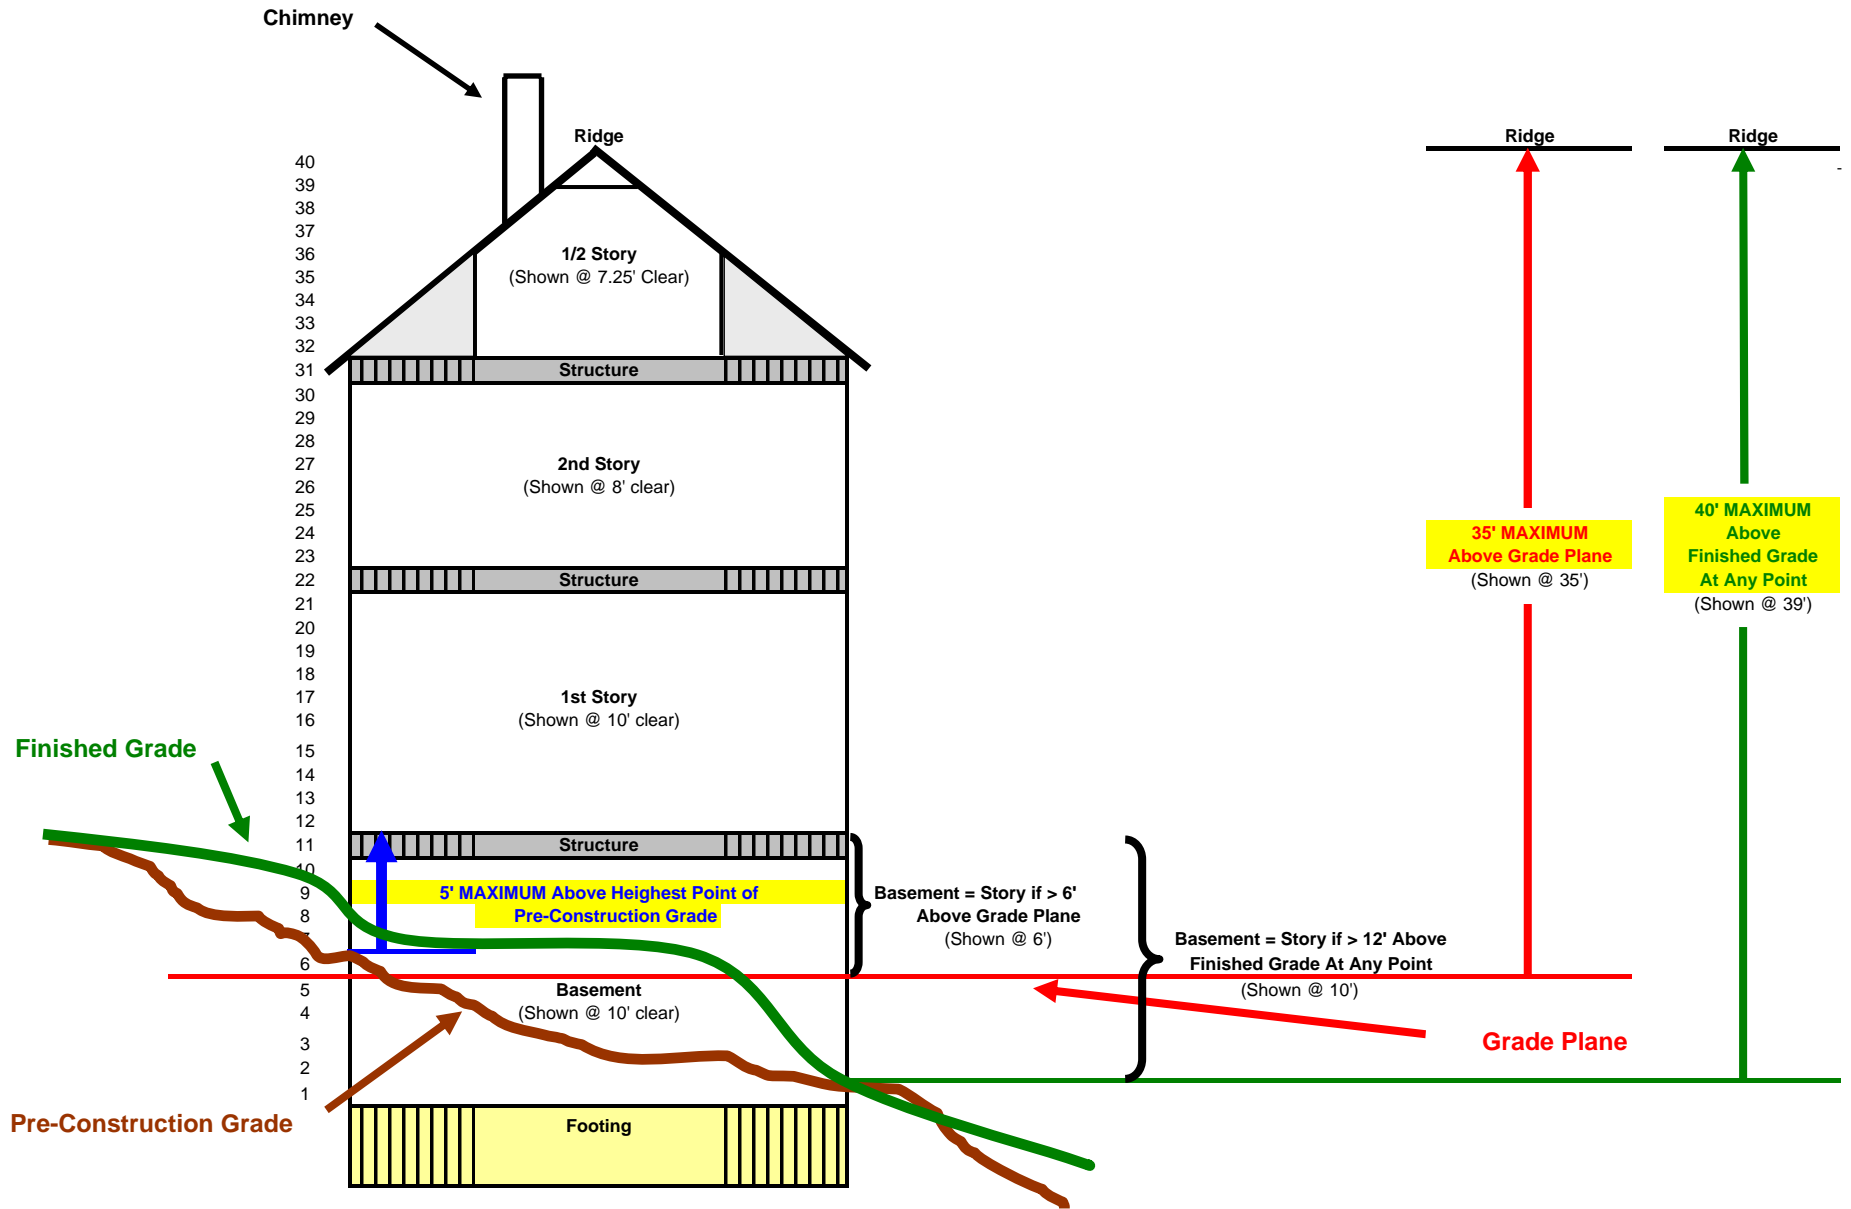 Chimney
Ridge
Ridge
Ridge
-
40
39
38
37
36
35
34
33
32
31
30
29
28
27
26
25
24
23
22
21
20
19
18
17
16
15
14
13
12
11
10
9
8
7
6
5
4
3
2
1
1/2 Story
(Shown @ 7.25' Clear)
Structure
2nd Story
(Shown @ 8' clear)
Structure
1st Story
(Shown @ 10' clear)
Structure
5' MAXIMUM Above Heighest Point of
Pre-Construction Grade
Basement
(Shown @ 10' clear)
Footing
Finished Grade
Pre-Construction Grade
Basement = Story if > 6'
Above Grade Plane
(Shown @ 6')
Basement = Story if > 12' Above
Finished Grade At Any Point
(Shown @ 10')
35' MAXIMUM
Above Grade Plane
(Shown @ 35')
40' MAXIMUM
Above
Finished Grade
At Any Point
(Shown @ 39')
Grade Plane